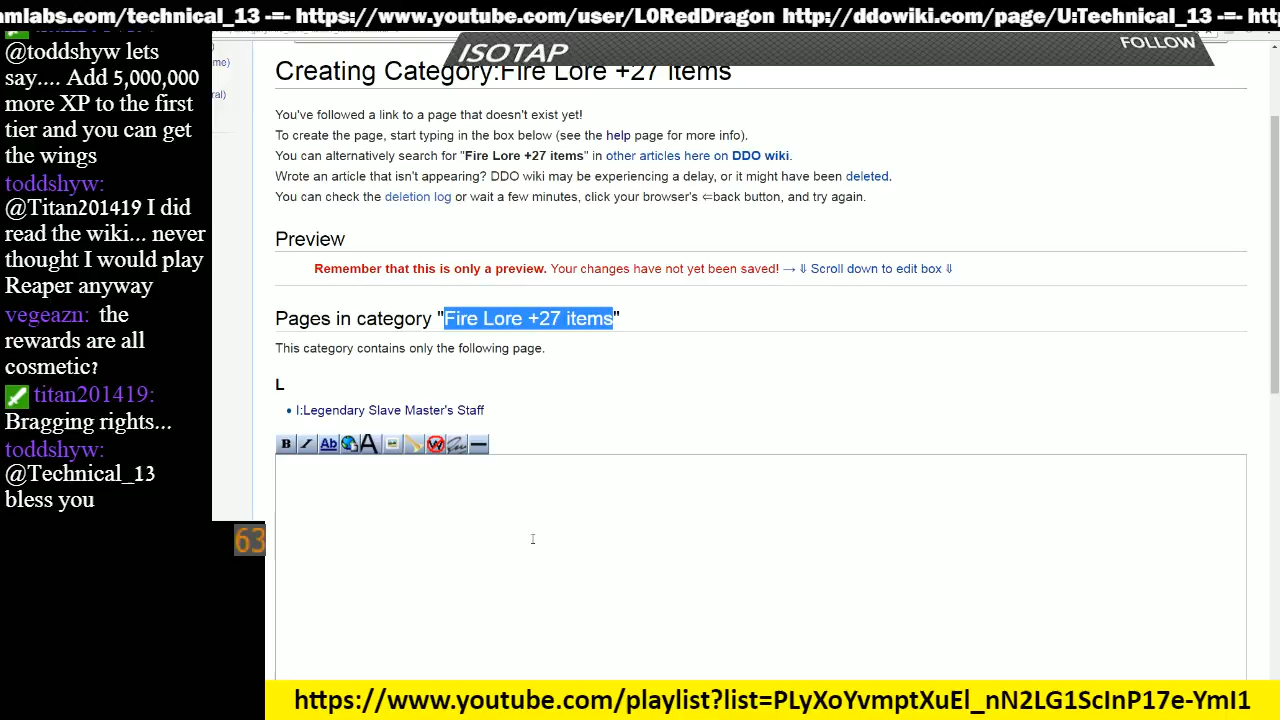 mlabs.com/technical_13 -=- https://www.youtube.com/user/L0RedDragon http://ddowiki.com/page/U:Technical_13 -=-
ISOTAP
FOLLOW
@toddshyw lets
say.... Add 5,000,000
more XP to the first
tier and you can get
the wings
toddshyw:
@Titan201419 I did
read the wiki... never
thought I would play
Reaper anyway
vegeazn: the
rewards are all
cosmetic?
titan201419:
Bragging rights...
toddshyw:
@Technical_13
bless you
63
Creating Category:Fire Lore +27 items
You've followed a link to a page that doesn't exist yet!
To create the page, start typing in the box below (see the help page for more info).
You can alternatively search for "Fire Lore +27 items" in other articles here on DDO wiki.
Wrote an article that isn't appearing? DDO wiki may be experiencing a delay, or it might have been deleted.
You can check the deletion log or wait a few minutes, click your browser's ⇐back button, and try again.
Preview
Remember that this is only a preview. Your changes have not yet been saved! → ⇓ Scroll down to edit box ⇓
Pages in category "Fire Lore +27 items"
This category contains only the following page.
L
• I:Legendary Slave Master's Staff
B I Ab A W
https://www.youtube.com/playlist?list=PLyXoYvmptXuEl_nN2LG1ScInP17e-YmI1